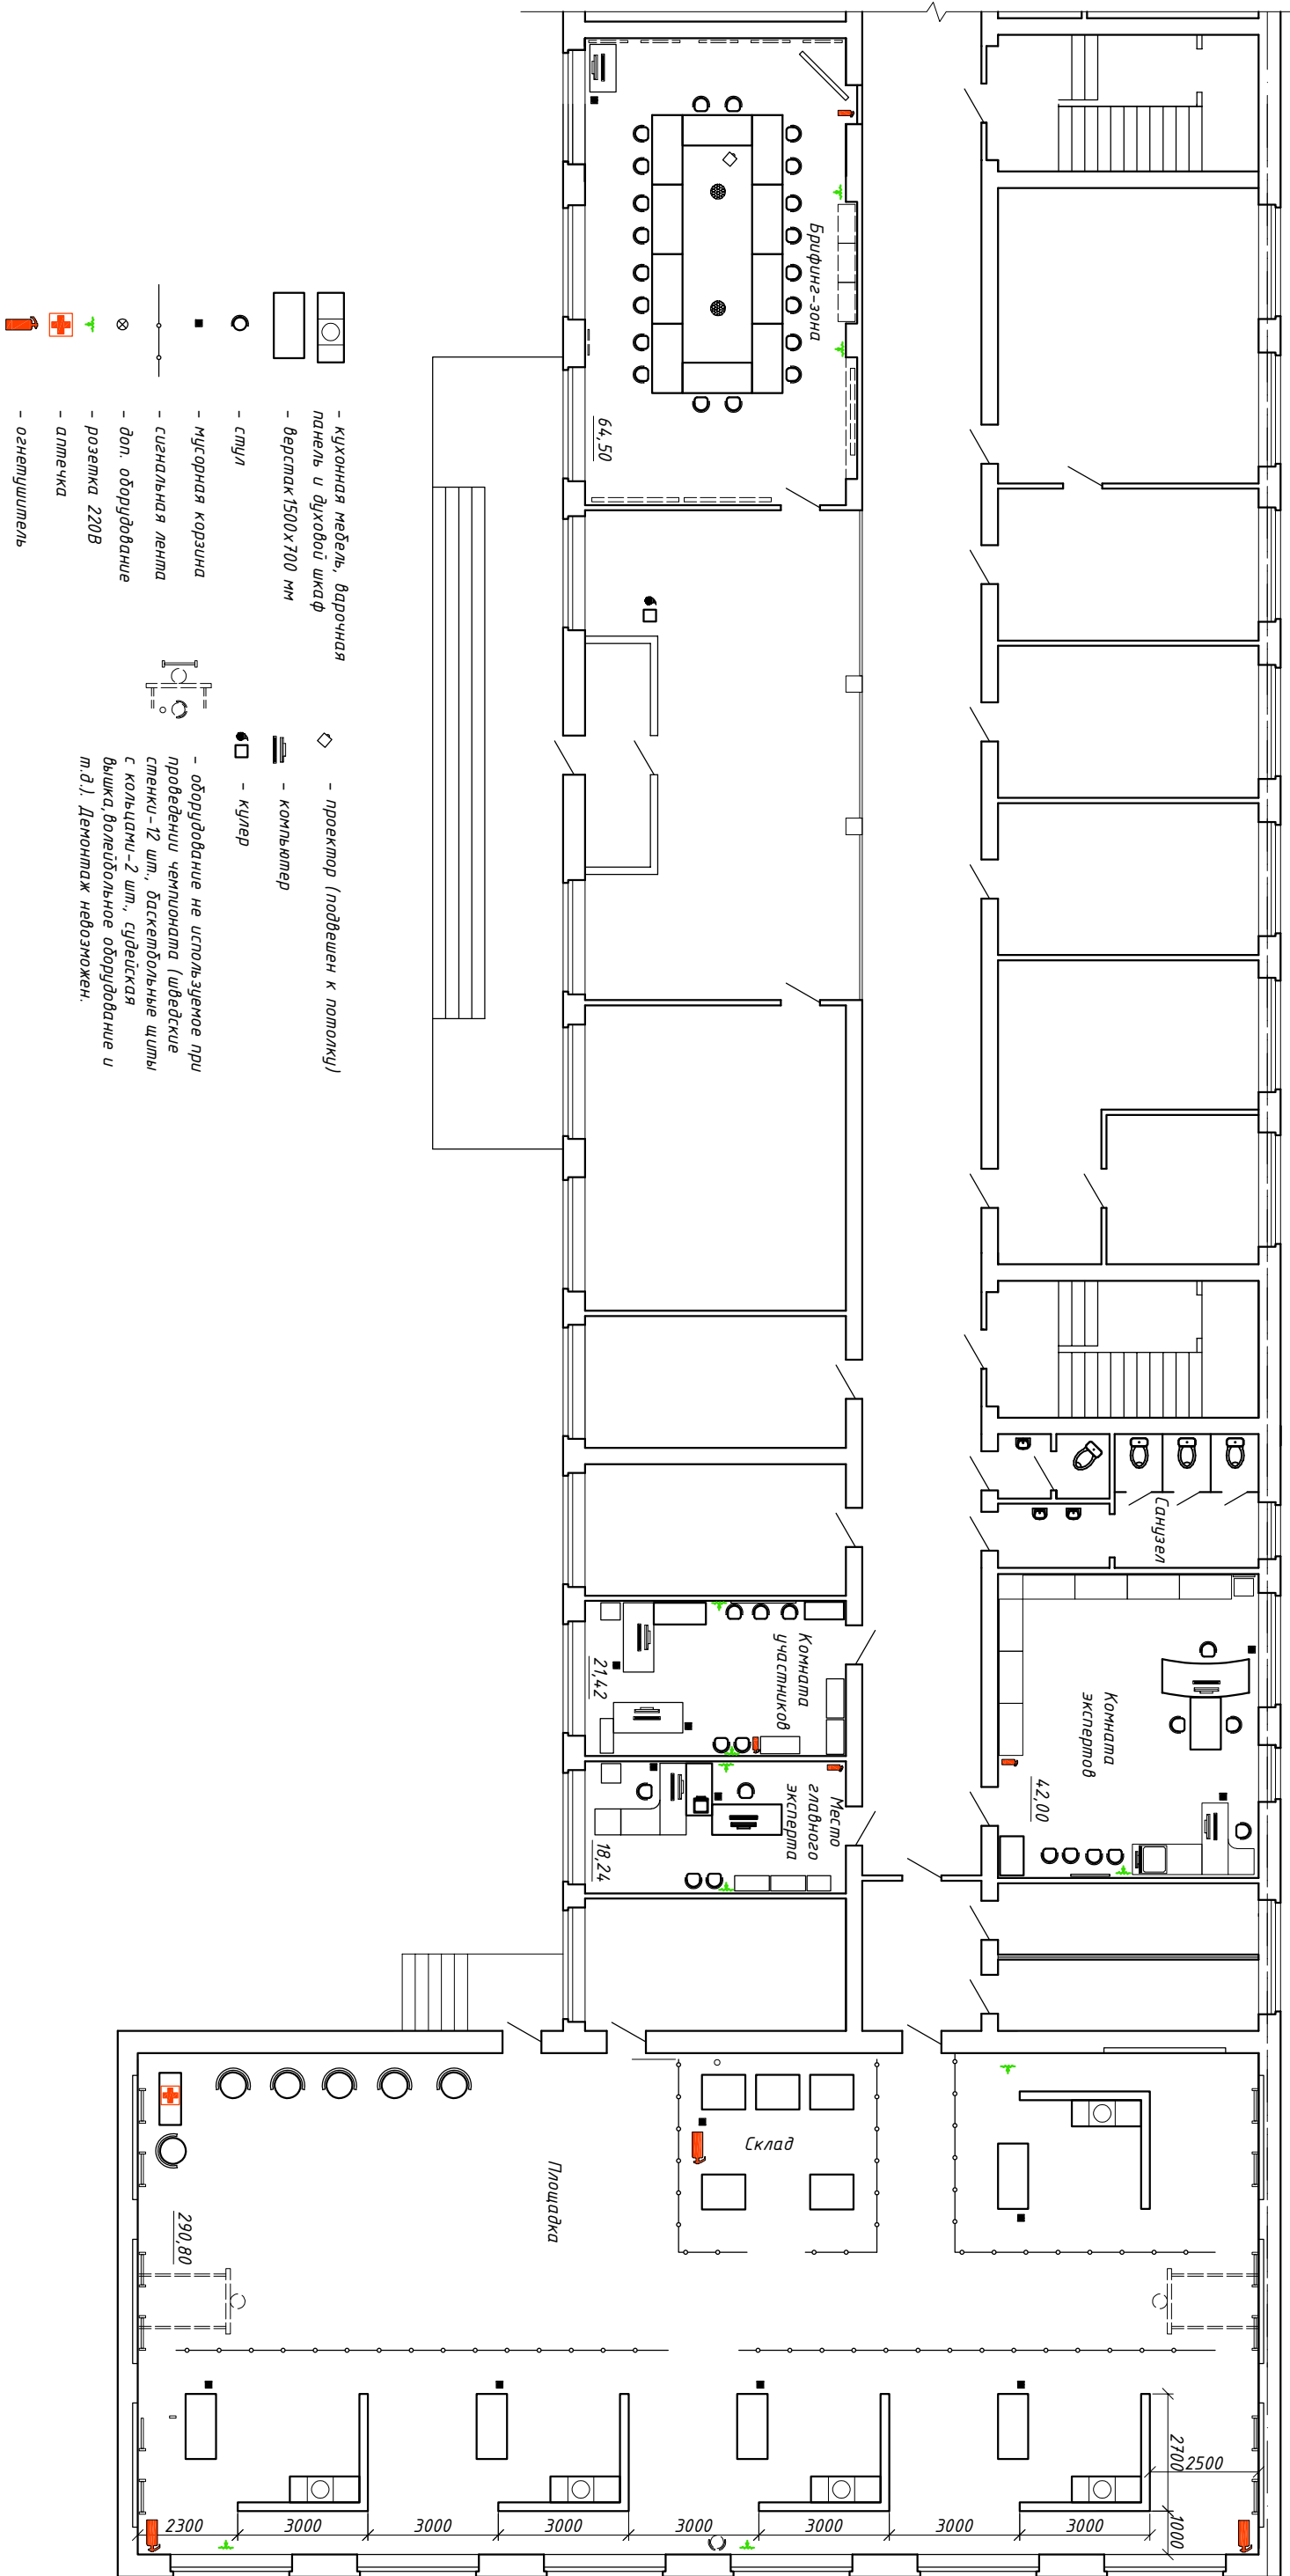 Брифинг-зона
64,50
Санузел
Комната
экспертов
42,00
Комната
участников
21,42
Место
главного
эксперта
18,24
Склад
Площадка
290,80
2700
2500
1000
2300
3000
3000
3000
3000
3000
3000
3000
- кухонная мебель, варочная
панель и духовой шкаф
- верстак1500х700 мм
- стул
- мусорная корзина
- сигнальная лента
- доп. оборудование
- розетка 220В
- аптечка
- огнетушитель
- проектор (подвешен к потолку)
- компьютер
- кулер
- оборудование не используемое при
проведении чемпионата (шведские
стенки-12 шт., баскетбольные щиты
с кольцами-2 шт., судейская
вышка,волейбольное оборудование и
т.д.). Демонтаж невозможен.